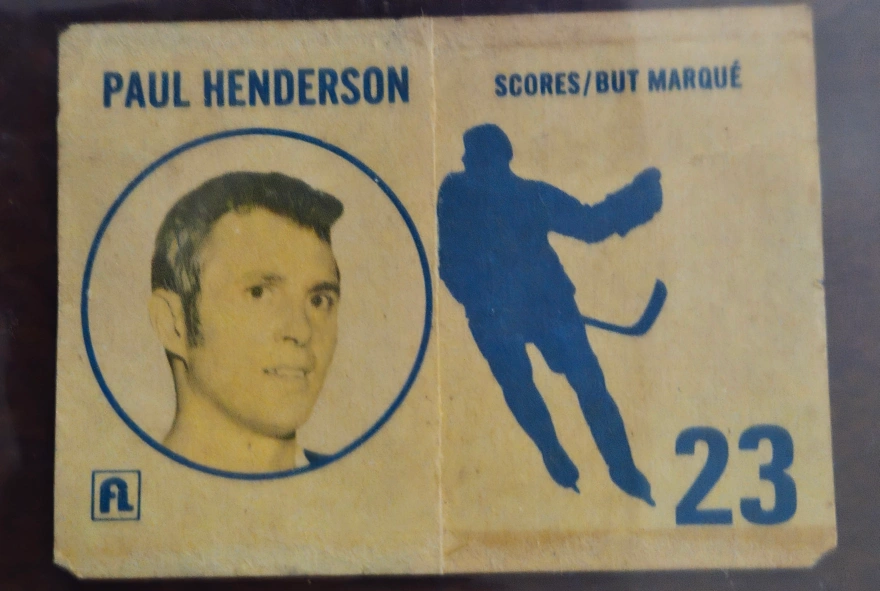 PAUL HENDERSON
SCORES/BUT MARQUÉ
FL
23